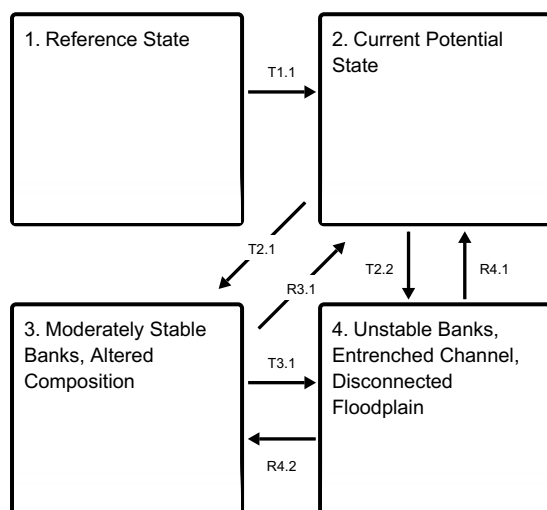 1. Reference State
T1.1
2. Current Potential
State
T2.1
R3.1
T2.2
R4.1
3. Moderately Stable
Banks, Altered
Composition
T3.1
R4.2
4. Unstable Banks,
Entrenched Channel,
Disconnected
Floodplain